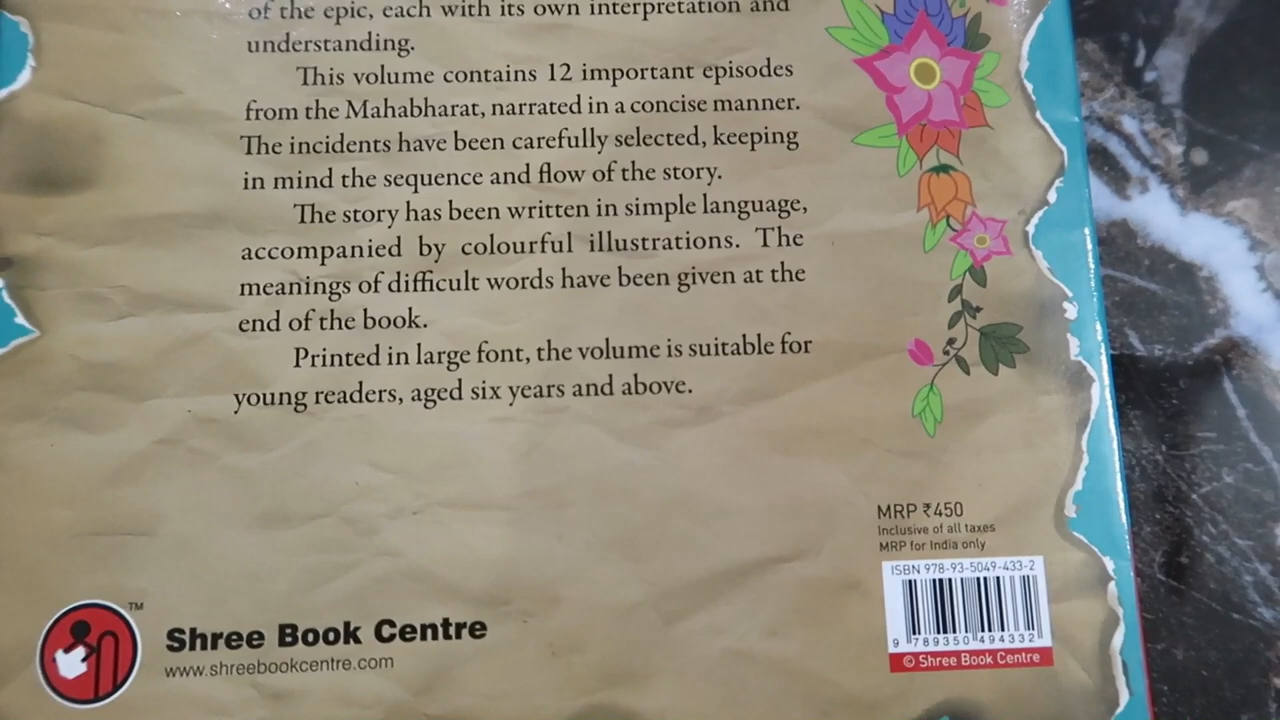 of the epic, each with its own interpretation and
understanding.
This volume contains 12 important episodes
from the Mahabharat, narrated in a concise manner.
The incidents have been carefully selected, keeping
in mind the sequence and flow of the story.
The story has been written in simple language,
accompanied by colourful illustrations. The
meanings of difficult words have been given at the
end of the book.
Printed in large font, the volume is suitable for
young readers, aged six years and above.
MRP ₹450
Inclusive of all taxes
MRP for India only
ISBN 978-93-5049-433-2
9 789350 494332
© Shree Book Centre
TM
Shree Book Centre
www.shreebookcentre.com